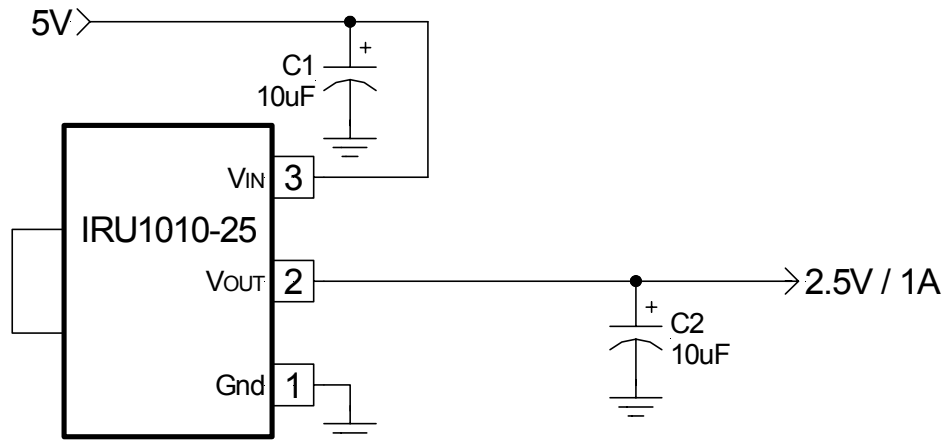 5V
+
C1
10uF
VIN 3
IRU1010-25
VOUT 2
2.5V / 1A
+
C2
10uF
Gnd 1